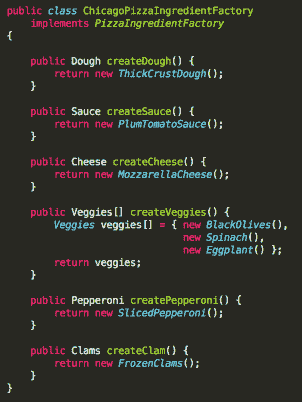 public class ChicagoPizzaIngredientFactory
implements PizzaIngredientFactory
{
public Dough createDough() {
return new ThickCrustDough();
}
public Sauce createSauce() {
return new PlumTomatoSauce();
}
public Cheese createCheese() {
return new MozzarellaCheese();
}
public Veggies[] createVeggies() {
Veggies veggies[] = { new BlackOlives(),
new Spinach(),
new Eggplant() };
return veggies;
}
public Pepperoni createPepperoni() {
return new SlicedPepperoni();
}
public Clams createClam() {
return new FrozenClams();
}
}